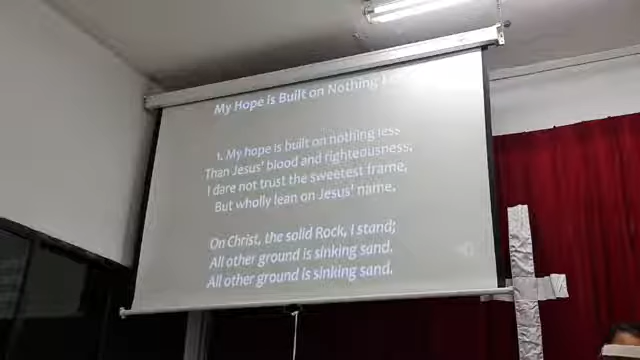 My Hope is Built on Nothing
1. My hope is built on nothing less
Than Jesus' blood and righteousness;
I dare not trust the sweetest frame,
But wholly lean on Jesus' name.
On Christ, the solid Rock, I stand;
All other ground is sinking sand.
All other ground is sinking sand.